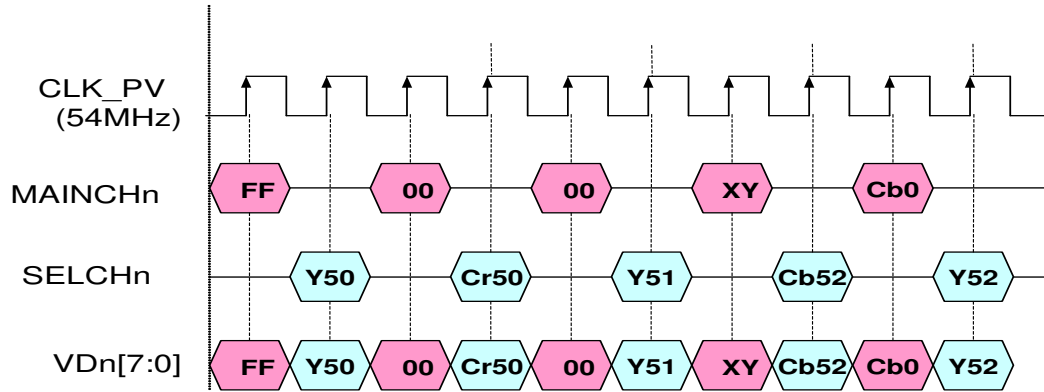 CLK_PV
(54MHz)
MAINCHn FF 00 00 XY Cb0
SELCHn Y50 Cr50 Y51 Cb52 Y52
VDn[7:0] FF Y50 00 Cr50 00 Y51 XY Cb52 Cb0 Y52